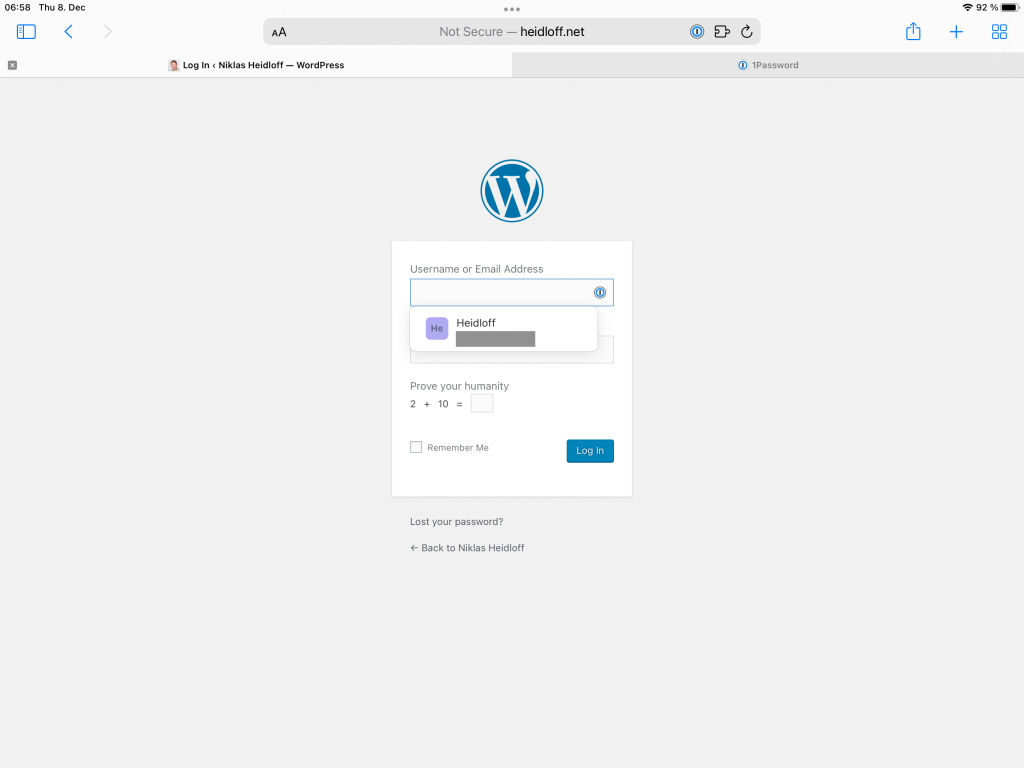 06:58 Thu 8. Dec
92 %
AA
Not Secure — heidloff.net
Log In ‹ Niklas Heidloff — WordPress
1Password
Username or Email Address
He
Heidloff
Prove your humanity
2 + 10 =
Remember Me
Log In
Lost your password?
← Back to Niklas Heidloff